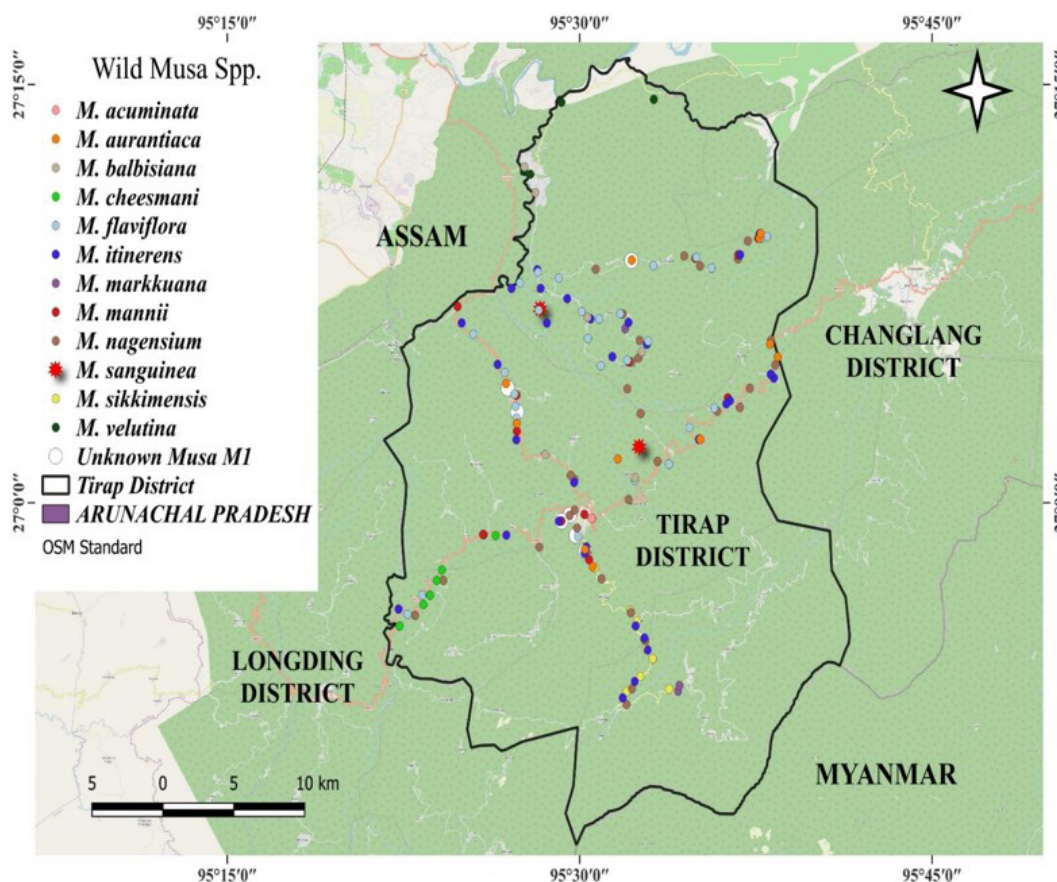 95°15′0″
95°30′0″
95°45′0″
27°15′0″
Wild Musa Spp.
M. acuminata
M. aurantiaca
M. balbisiana
M. cheesmani
M. flaviflora
M. itinerens
M. markkuana
M. mannii
M. nagensium
M. sanguinea
M. sikkimensis
M. velutina
Unknown Musa M1
Tirap District
ARUNACHAL PRADESH
OSM Standard
27°0′0″
ASSAM
CHANGLANG
DISTRICT
TIRAP
DISTRICT
LONGDING
DISTRICT
MYANMAR
5 0 5 10 km
95°15′0″
95°30′0″
95°45′0″